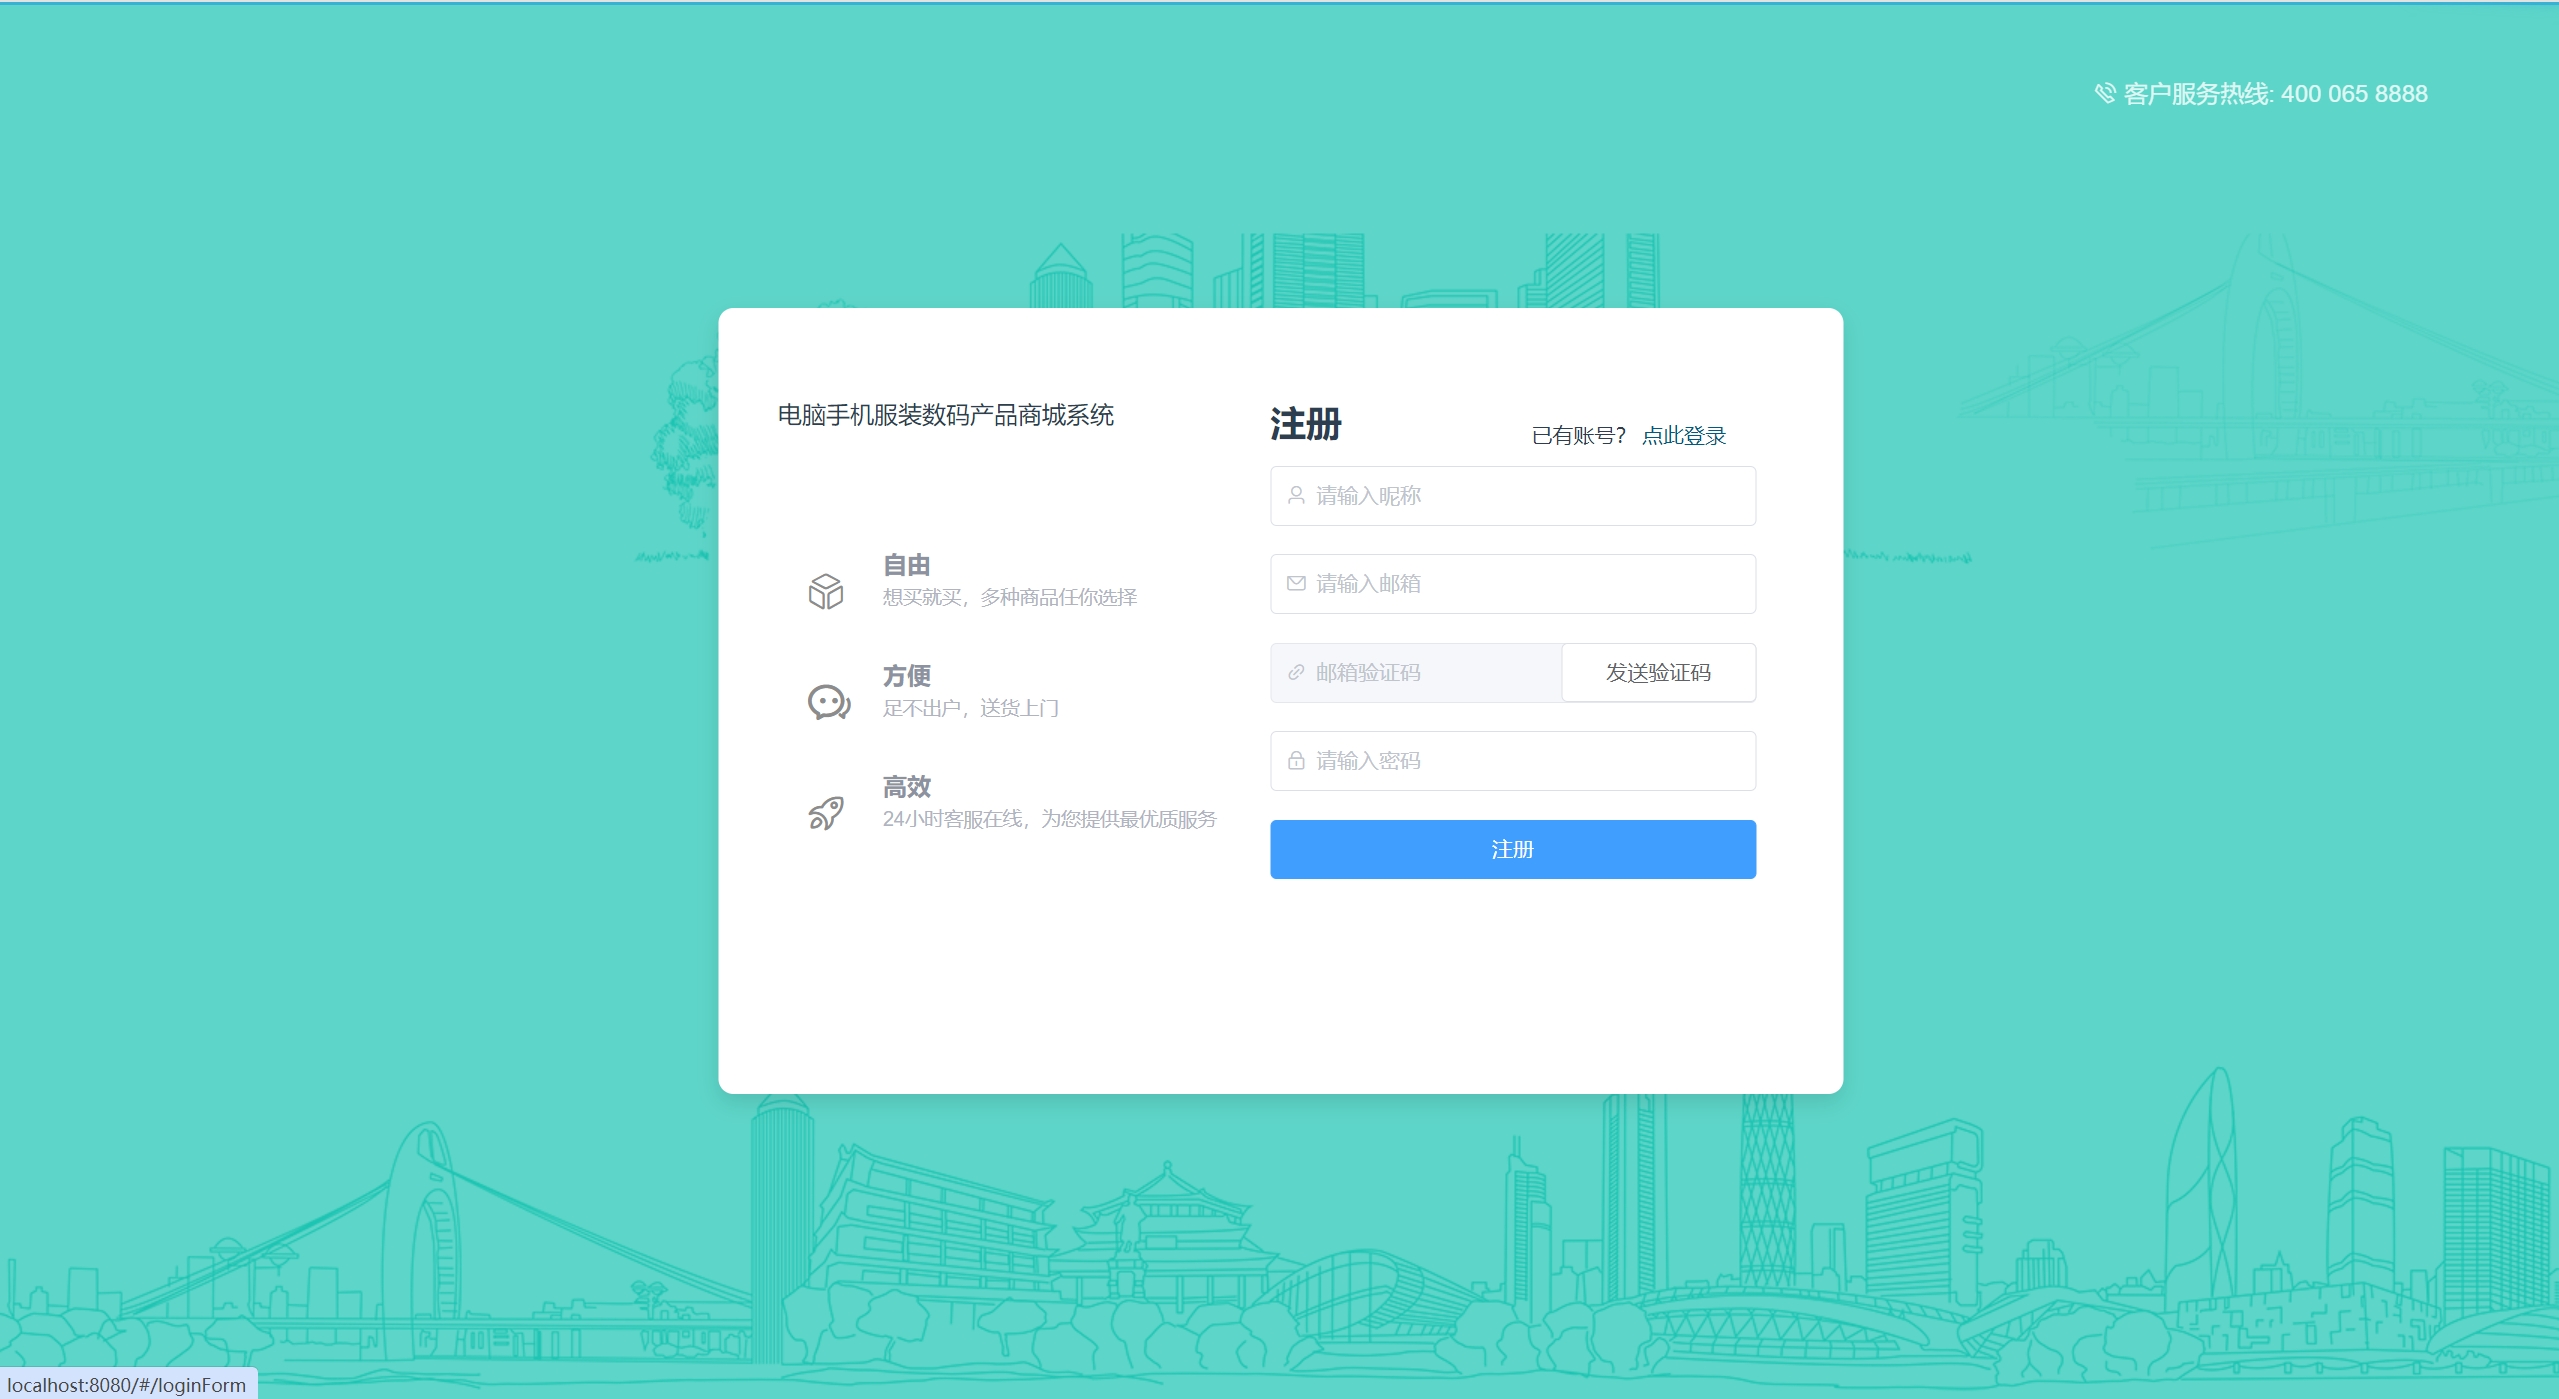 客户服务热线: 400 065 8888
电脑手机服装数码产品商城系统
自由
想买就买，多种商品任你选择
方便
足不出户，送货上门
高效
24小时客服在线，为您提供最优质服务
注册
已有账号？ 点此登录
请输入昵称
请输入邮箱
邮箱验证码 发送验证码
请输入密码
注册
localhost:8080/#/loginForm